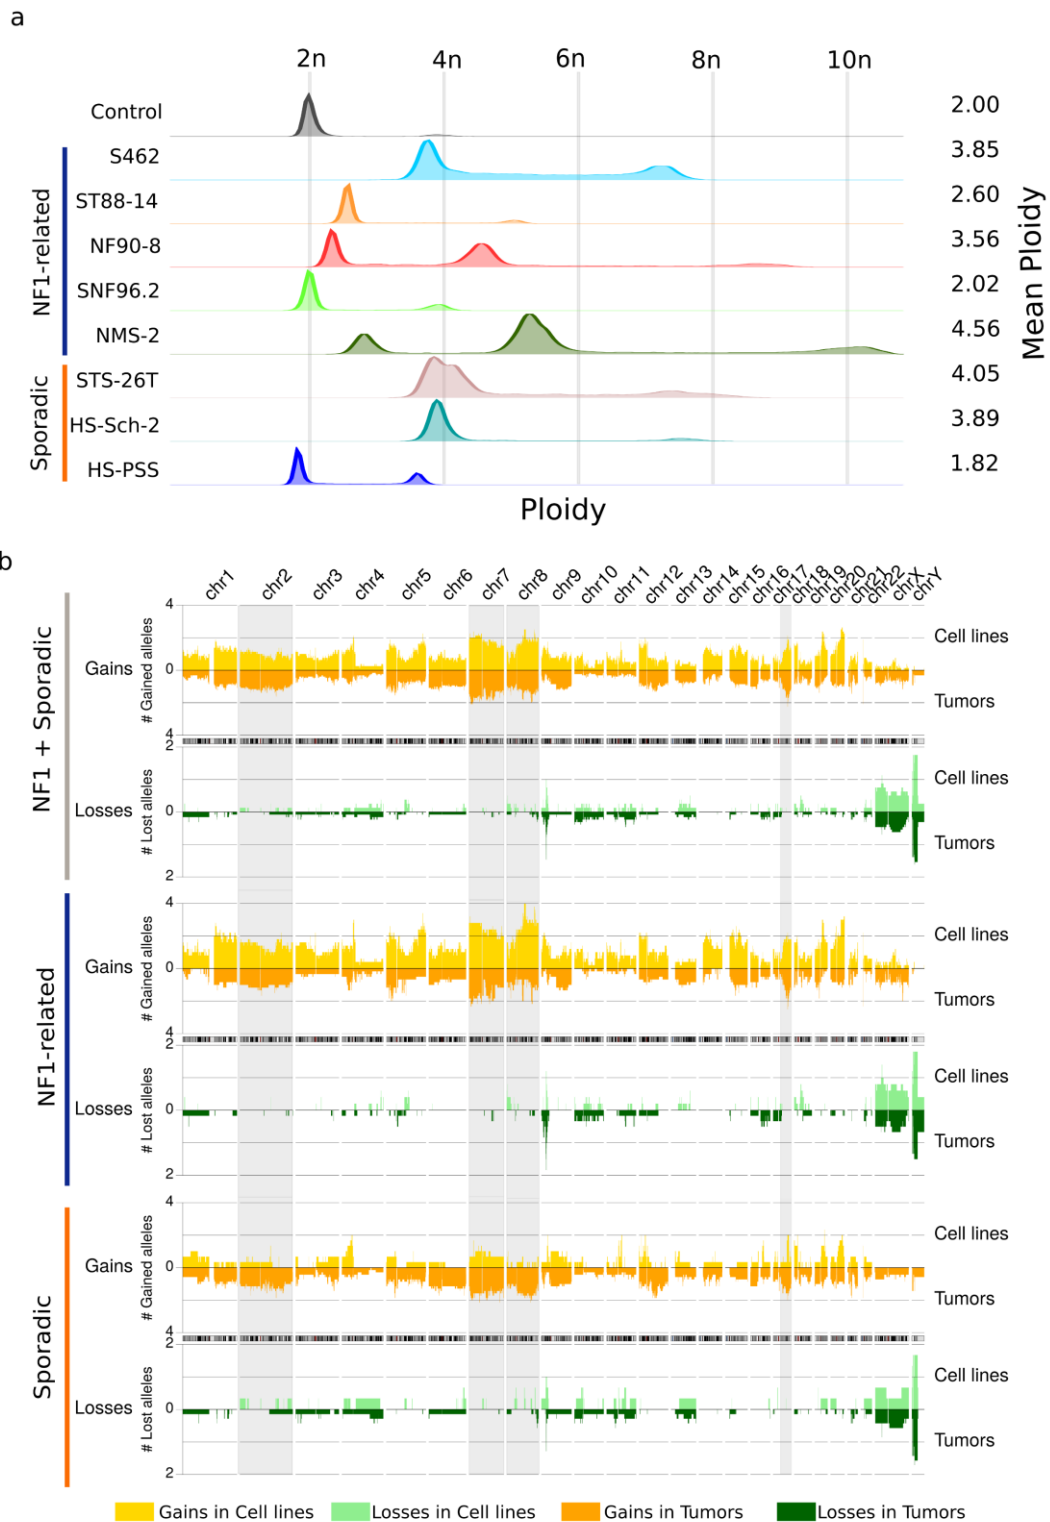 a
2n 4n 6n 8n 10n
Control 2.00
S462 3.85
ST88-14 2.60
NF90-8 3.56
SNF96.2 2.02
NMS-2 4.56
STS-26T 4.05
HS-Sch-2 3.89
HS-PSS 1.82
NF1-related
Sporadic
Mean Ploidy
Ploidy
b
chr1 chr2 chr3 chr4 chr5 chr6 chr7 chr8 chr9 chr10 chr11 chr12 chr13 chr14 chr15 chr16 chr17 chr18 chr19 chr20 chr21 chr22 chrX chrY
NF1 + Sporadic
Gains
# Gained alleles
4
0
4
Cell lines
Tumors
Losses
# Lost alleles
2
0
2
Cell lines
Tumors
NF1-related
Gains
# Gained alleles
4
0
4
Cell lines
Tumors
Losses
# Lost alleles
2
0
2
Cell lines
Tumors
Sporadic
Gains
# Gained alleles
4
0
4
Cell lines
Tumors
Losses
# Lost alleles
2
0
2
Cell lines
Tumors
Gains in Cell lines Losses in Cell lines Gains in Tumors Losses in Tumors